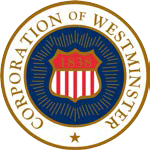 CORPORATION OF WESTMINSTER
1838